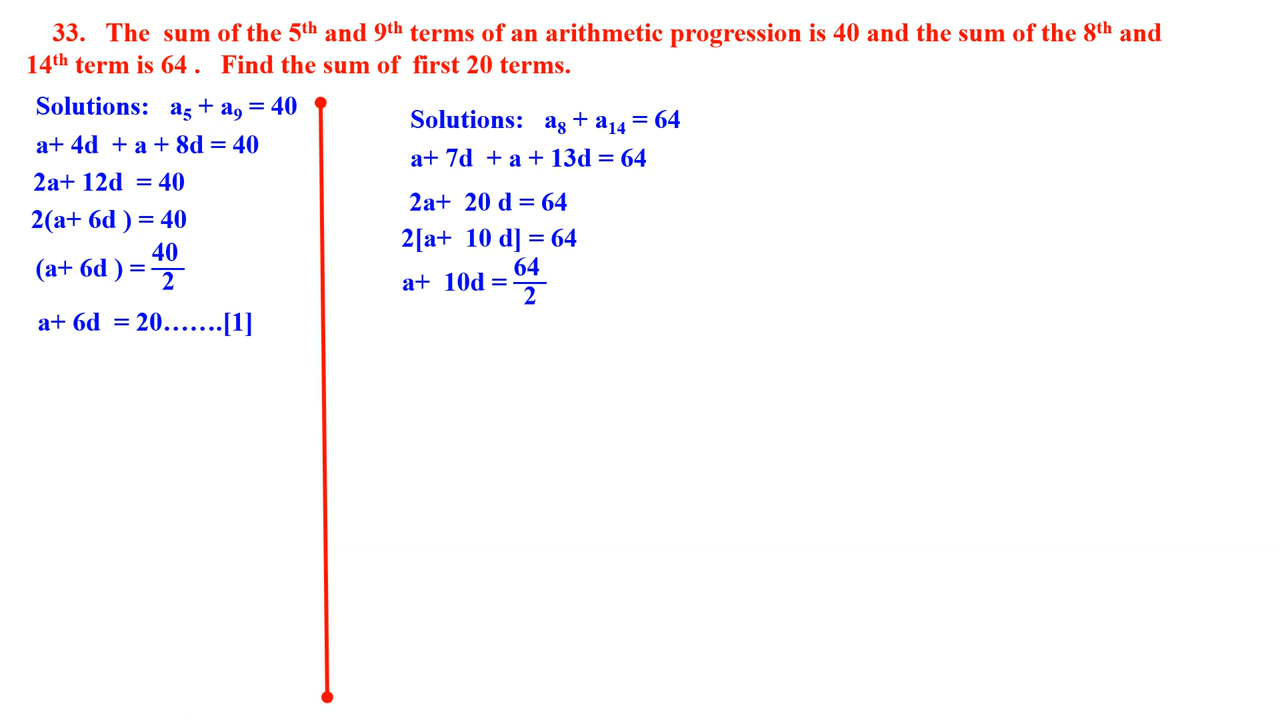 33. The sum of the 5th and 9th terms of an arithmetic progression is 40 and the sum of the 8th and
14th term is 64 . Find the sum of first 20 terms.
Solutions: a5 + a9 = 40
a+ 4d + a + 8d = 40
2a+ 12d = 40
2(a+ 6d ) = 40
(a+ 6d ) = 40/2
a+ 6d = 20.......[1]
Solutions: a8 + a14 = 64
a+ 7d + a + 13d = 64
2a+ 20 d = 64
2[a+ 10 d] = 64
a+ 10d = 64/2